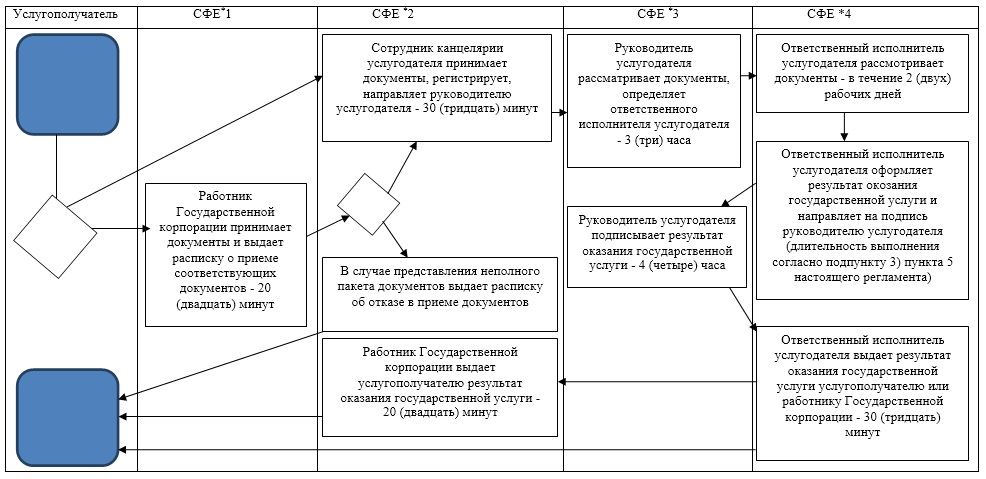 Услугополучатель
СФЕ*1
СФЕ *2
СФЕ *3
СФЕ *4
Сотрудник канцелярии
услугодателя принимает
документы, регистрирует,
направляет руководителю
услугодателя - 30 (тридцать) минут
Руководитель
услугодателя
рассматривает документы,
определяет
ответственного
исполнителя услугодателя
- 3 (три) часа
Ответственный исполнитель
услугодателя рассмотривает
документы - в течение 2 (двух)
рабочих дней
Работник
Государственной
корпорации принимает
документы и выдает
расписку о приеме
соответствующих
документов - 20
(двадцать) минут
Руководитель услугодателя
подписывает результат
оказания государственной
услуги - 4 (четыре) часа
Ответственный исполнитель
услугодателя оформляет
результат окозания
государственной услуги и
направляет на подпись
руководителю услугодателя
(длительность выполнения
согласно подпункту 3) пункта 5
настоящего регламента)
В случае представления неполного
пакета документов выдает расписку
об отказе в приеме документов
Работник Государственной
корпорации выдает
услугополучателю результат
оказания государственной услуги -
20 (двадцать) минут
Ответственный исполнитель
услугодателя выдает результат
оказания государственной
услуги услугополучателю или
работнику Государственной
корпорации - 30 (тридцать)
минут